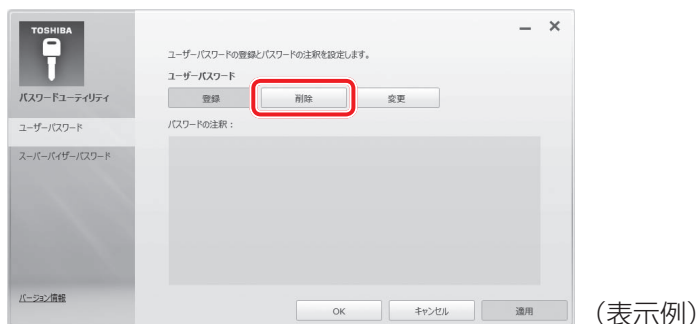 TOSHIBA
パスワードユーティリティ
ユーザーパスワード
スーパーバイザーパスワード
バージョン情報
ユーザーパスワードの登録とパスワードの注釈を設定します。
ユーザーパスワード
登録 削除 変更
パスワードの注釈：
OK キャンセル 適用
（表示例）